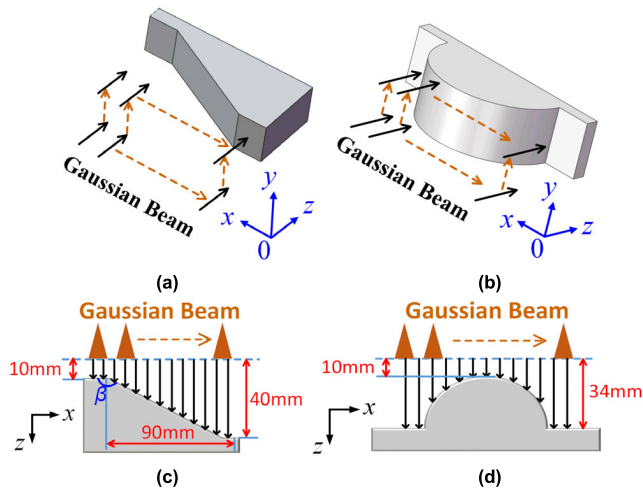 Gaussian Beam
y
x
z
0
(a)
Gaussian Beam
y
x
z
0
(b)
Gaussian Beam
10mm
β
40mm
x
z
90mm
(c)
Gaussian Beam
10mm
34mm
x
z
(d)